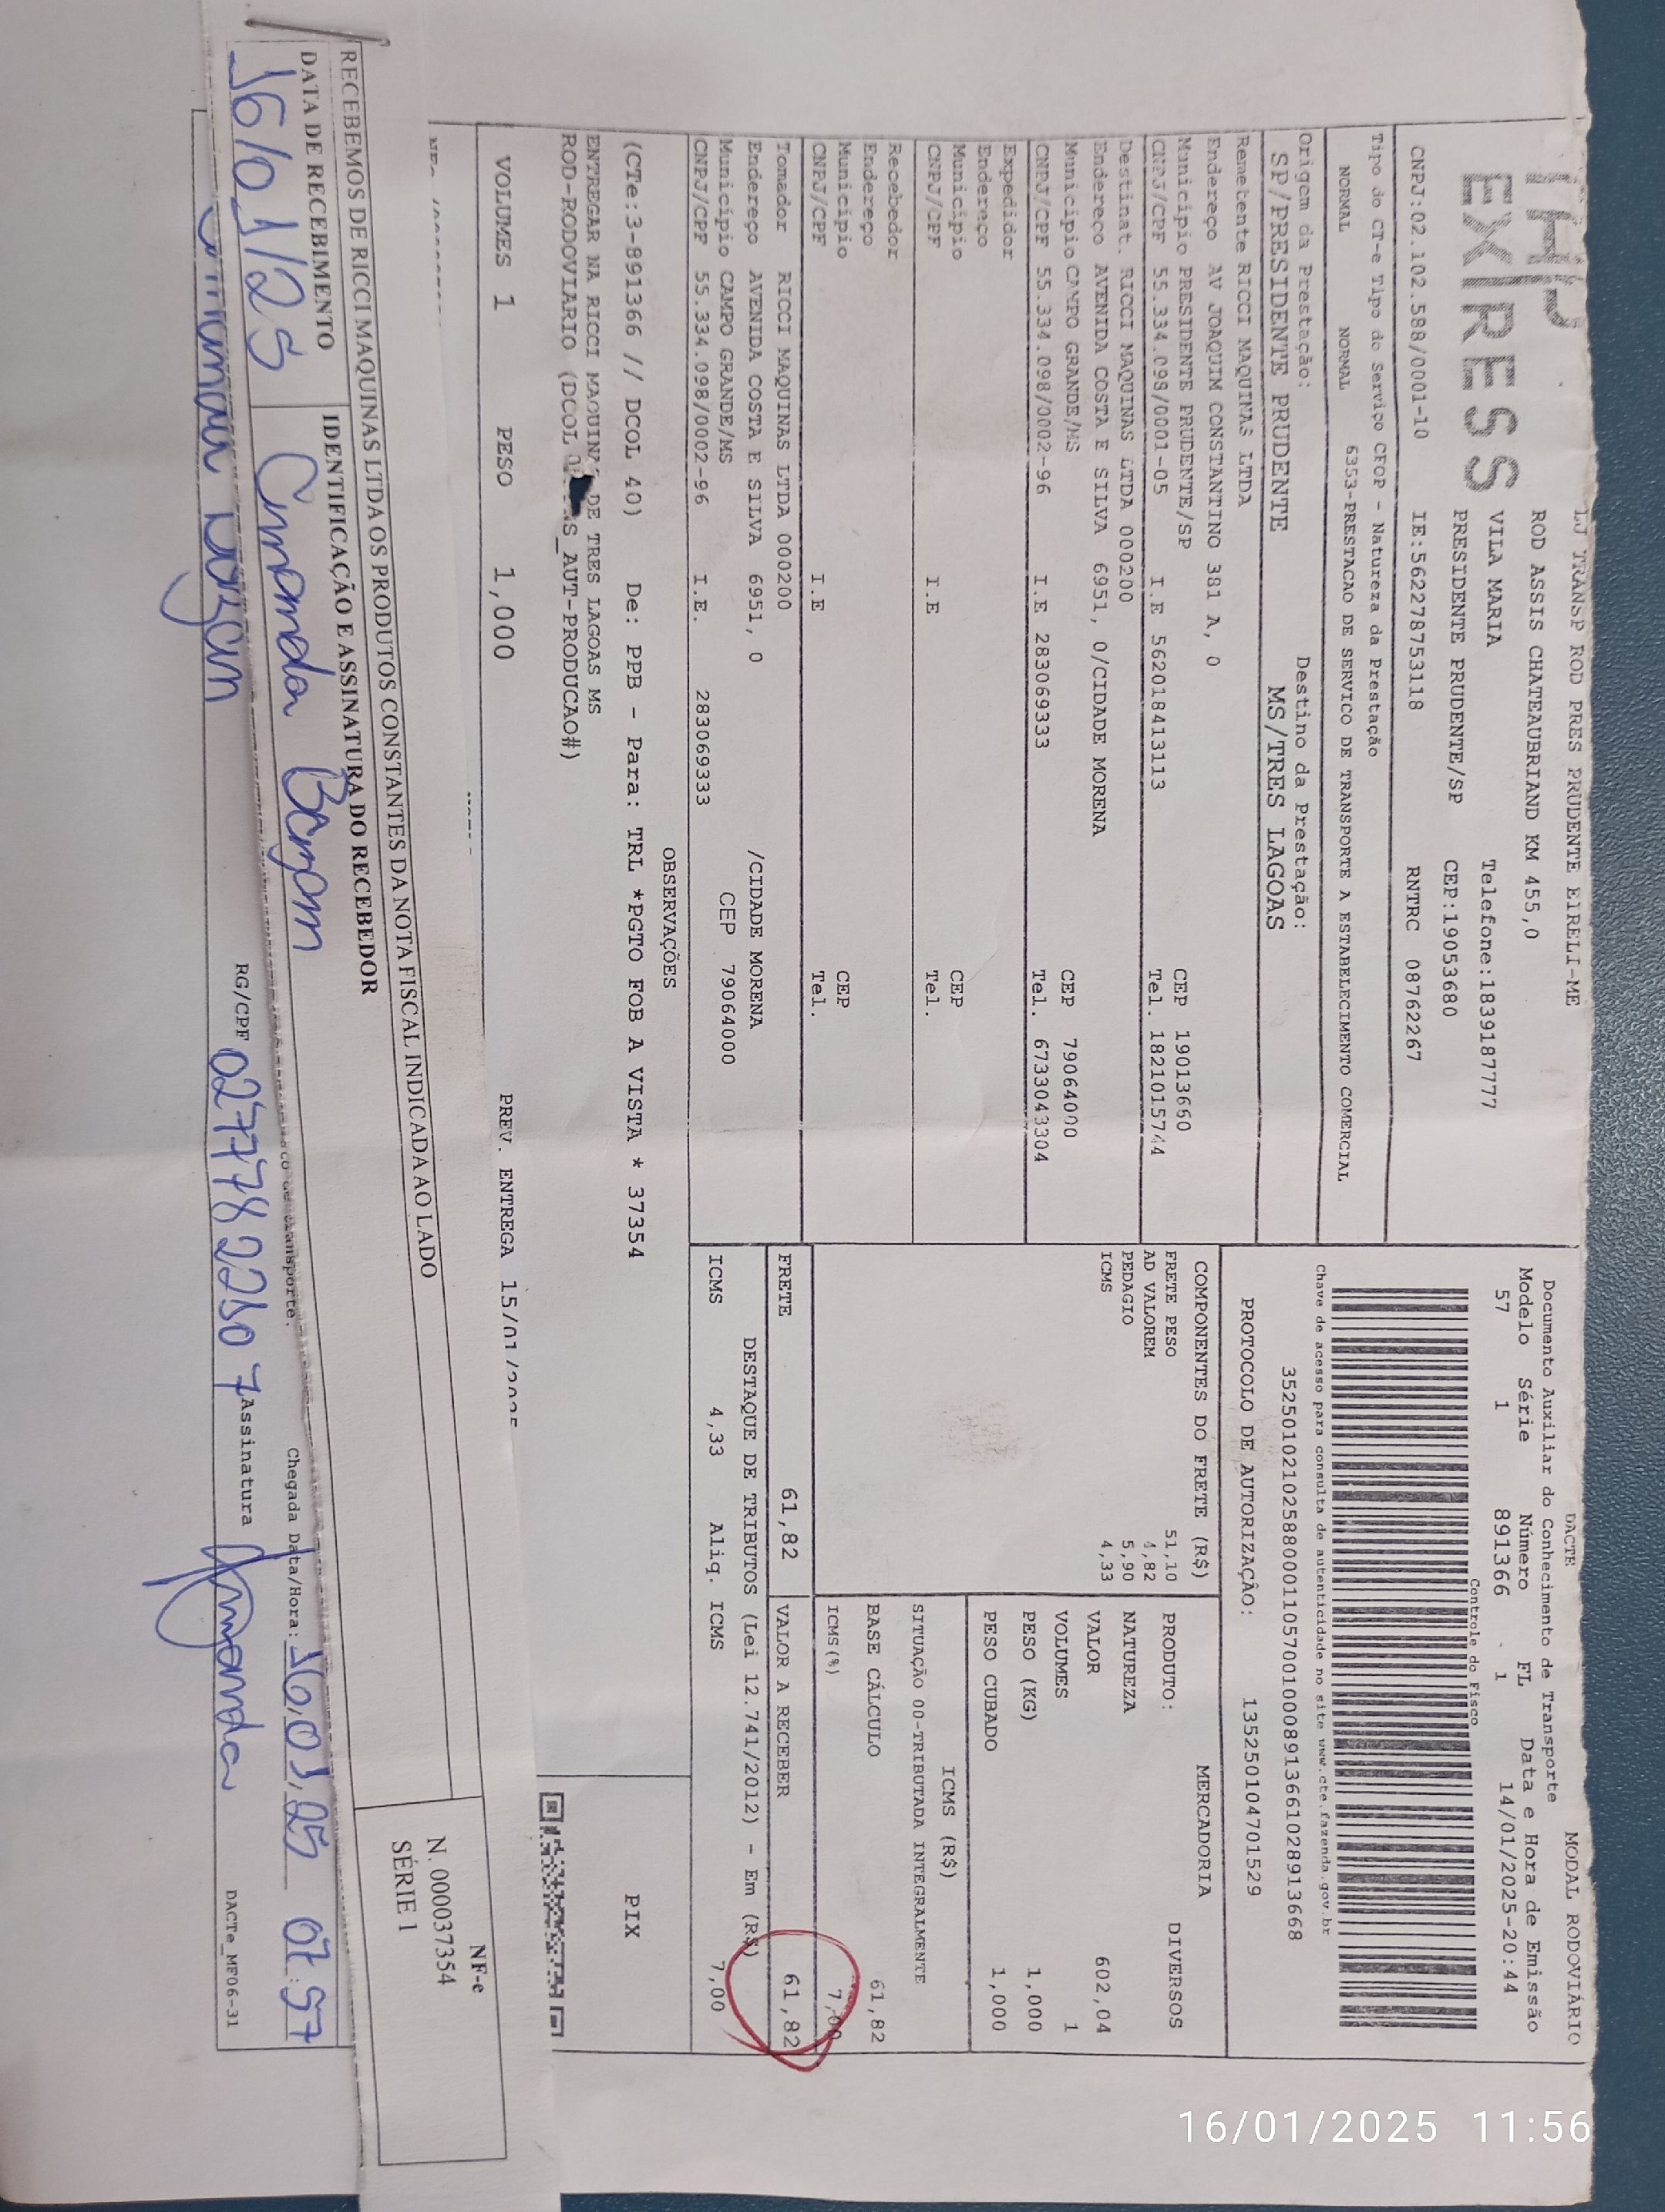 EXPRESS
LJ TRANSP ROD PRES PRUDENTE EIRELI-ME
ROD ASSIS CHATEAUBRIAND KM 455,0
VILA MARIA Telefone:1839187777
PRESIDENTE PRUDENTE/SP CEP:19053680
CNPJ:02.102.588/0001-10 IE:562278753118 RNTRC 08762267
Tipo do CT-e Tipo do Serviço CFOP - Natureza da Prestação
NORMAL NORMAL 6353-PRESTACAO DE SERVICO DE TRANSPORTE A ESTABELECIMENTO COMERCIAL
Origem da Prestação: Destino da Prestação:
SP/PRESIDENTE PRUDENTE MS/TRES LAGOAS
Remetente RICCI MAQUINAS LTDA
Endereço AV JOAQUIM CONSTANTINO 381 A, 0
Município PRESIDENTE PRUDENTE/SP CEP 19013660
CNPJ/CPF 55.334.098/0001-05 I.E 562018413113 Tel. 1821015744
Destinat. RICCI MAQUINAS LTDA 000200
Endereço AVENIDA COSTA E SILVA 6951, 0/CIDADE MORENA
Município CAMPO GRANDE/MS CEP 79064000
CNPJ/CPF 55.334.098/0002-96 I.E 283069333 Tel. 6733043304
Expedidor
Endereço
Município CEP
CNPJ/CPF I.E Tel.
Recebedor
Endereço
Município CEP
CNPJ/CPF I.E Tel.
Tomador RICCI MAQUINAS LTDA 000200
Endereço AVENIDA COSTA E SILVA 6951, 0 /CIDADE MORENA
Município CAMPO GRANDE/MS CEP 79064000
CNPJ/CPF 55.334.098/0002-96 I.E. 283069333
DACTE MODAL RODOVIÁRIO
Documento Auxiliar do Conhecimento de Transporte
Modelo Série Número FL Data e Hora de Emissão
57 1 891366 1 14/01/2025-20:44
Controle do Fisco
Chave de acesso para consulta de autenticidade no site www.cte.fazenda.gov.br
35250102102588000110570010008913661028913668
PROTOCOLO DE AUTORIZAÇÃO: 135250104701529
COMPONENTES DO FRETE (R$)
FRETE PESO 51,10
AD VALOREM 4,82
PEDAGIO 5,90
ICMS 4,33
MERCADORIA
PRODUTO: DIVERSOS
NATUREZA
VALOR 602,04
VOLUMES 1
PESO (KG) 1,000
PESO CUBADO 1,000
ICMS (R$)
SITUAÇÃO 00-TRIBUTADA INTEGRALMENTE
BASE CÁLCULO 61,82
ICMS(%) 7,00
FRETE 61,82 VALOR A RECEBER 61,82
DESTAQUE DE TRIBUTOS (Lei 12.741/2012) - Em (R$)
ICMS 4,33 Aliq. ICMS 7,00
OBSERVAÇÕES
(CTe:3-891366 // DCOL 40) De: PPB - Para: TRL *PGTO FOB A VISTA * 37354
ENTREGAR NA RICCI MAQUINAS DE TRES LAGOAS MS
ROD-RODOVIARIO (DCOL AUT-PRODUCAO#)
PIX
VOLUMES 1 PESO 1,000 PREV. ENTREGA 15/01/2025
RECEBEMOS DE RICCI MAQUINAS LTDA OS PRODUTOS CONSTANTES DA NOTA FISCAL INDICADA AO LADO
DATA DE RECEBIMENTO IDENTIFICAÇÃO E ASSINATURA DO RECEBEDOR
16/01/25
NF-e
N. 000037354
SÉRIE 1
transporte. Chegada Data/Hora: 16/01/25 07:57
RG/CPF 02777822307 Assinatura Amanda
DACTe_MF06-31
16/01/2025 11:56